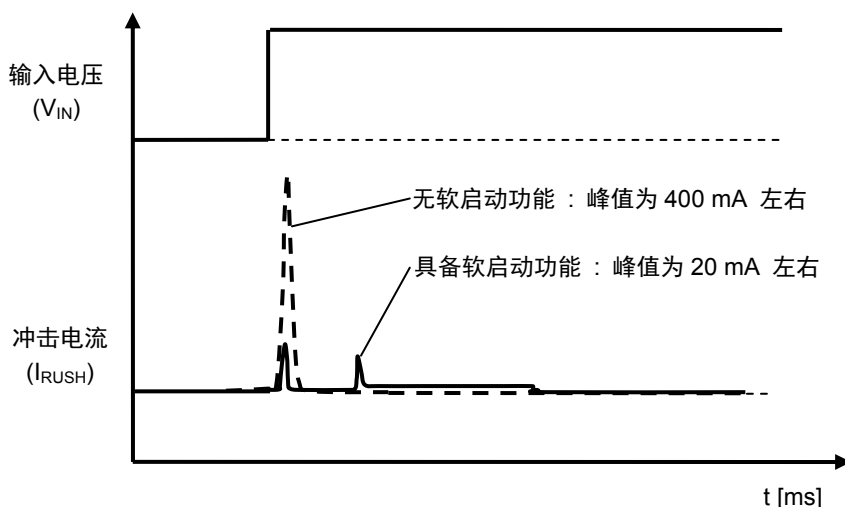 输入电压
(VIN)
无软启动功能 : 峰值为 400 mA 左右
具备软启动功能 : 峰值为 20 mA 左右
冲击电流
(IRUSH)
t [ms]